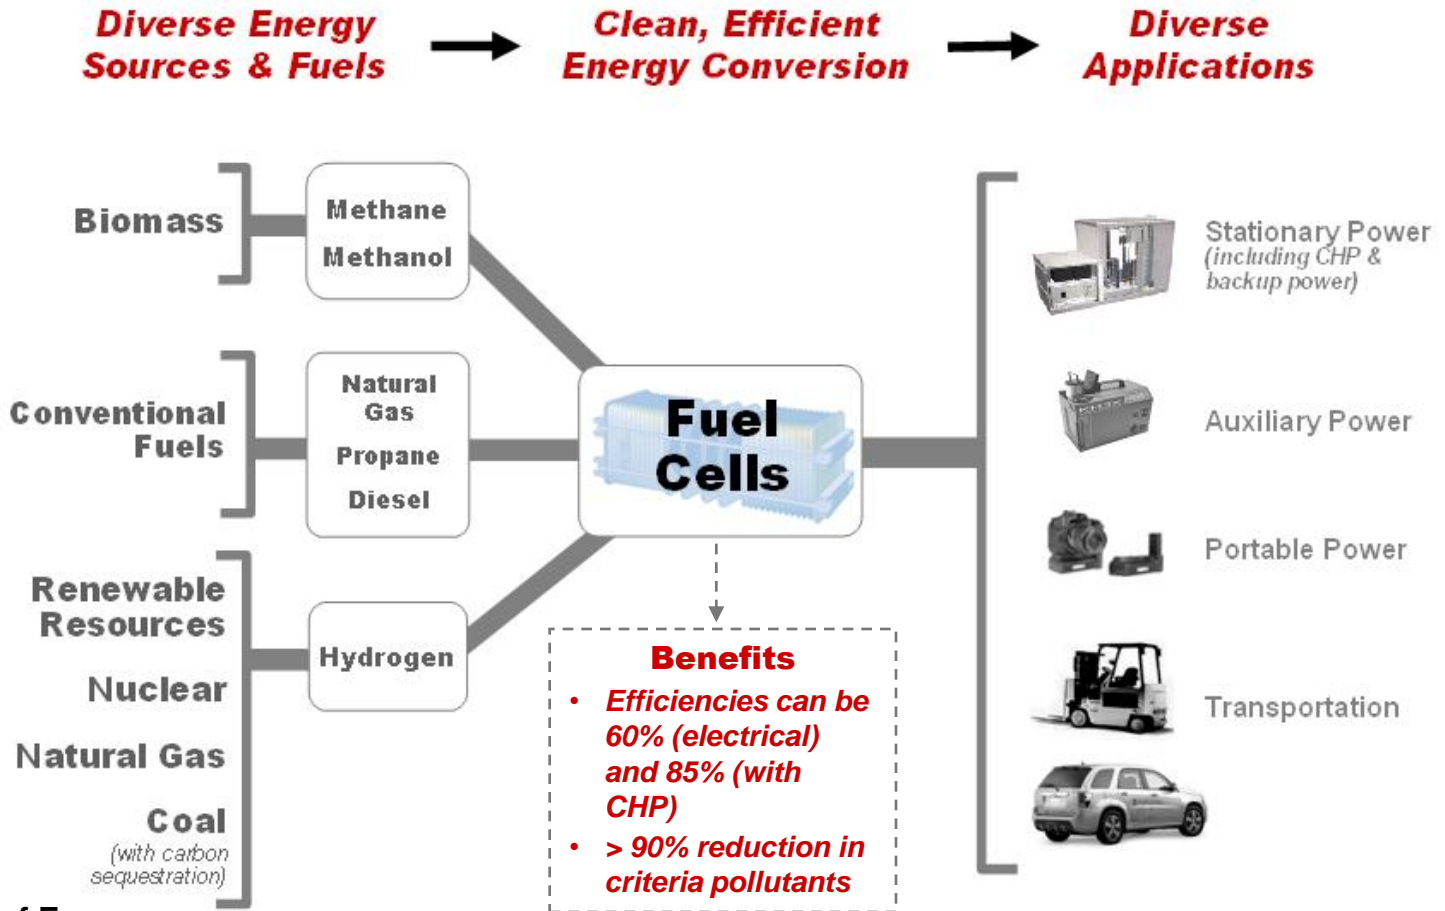 Diverse Energy
Sources & Fuels
Clean, Efficient
Energy Conversion
Diverse
Applications
Biomass
Methane
Methanol
Conventional
Fuels
Natural
Gas
Propane
Diesel
Renewable
Resources
Nuclear
Natural Gas
Coal
(with carbon
sequestration)
Hydrogen
Fuel
Cells
Benefits
• Efficiencies can be
60% (electrical)
and 85% (with
CHP)
• > 90% reduction in
criteria pollutants
Stationary Power
(including CHP &
backup power)
Auxiliary Power
Portable Power
Transportation